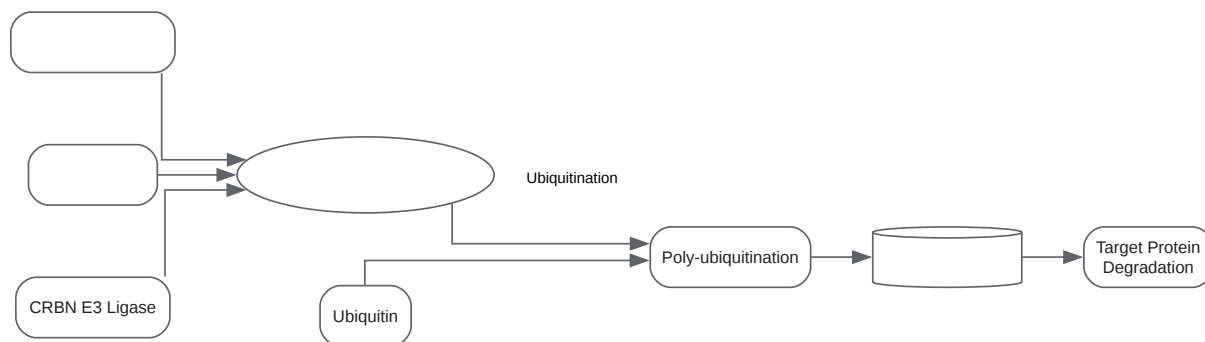 Ubiquitination
Poly-ubiquitination
Target Protein
Degradation
CRBN E3 Ligase
Ubiquitin